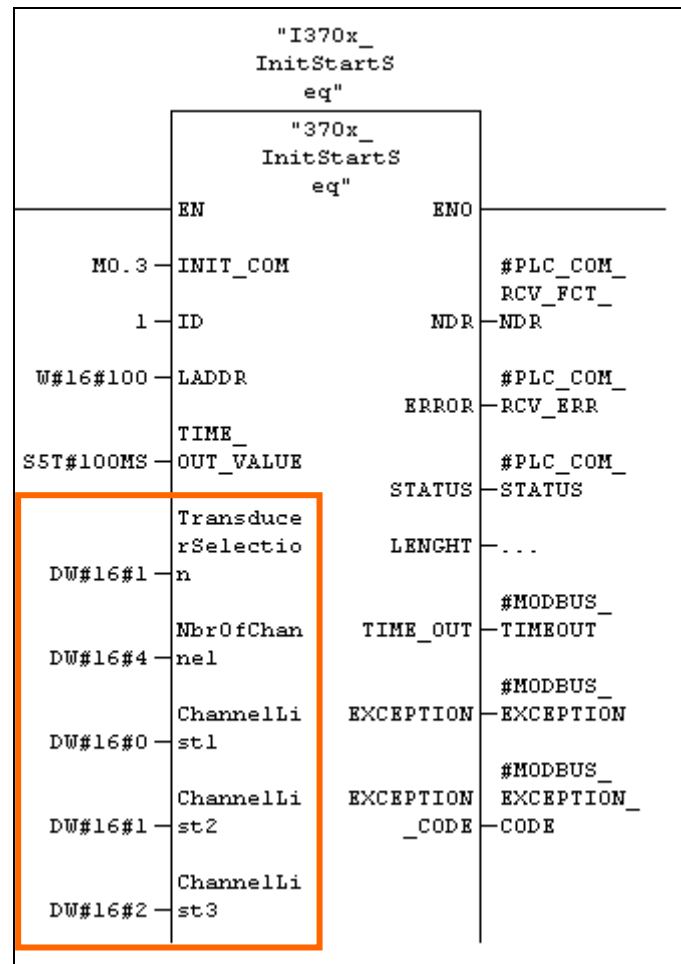 "I370x_
InitStartS
eq"
"370x_
InitStartS
eq"
EN ENO
M0.3 INIT_COM #PLC_COM_
RCV_FCT_
1 ID NDR NDR
W#16#100 LADDR #PLC_COM_
ERROR RCV_ERR
TIME_
S5T#100MS OUT_VALUE #PLC_COM_
STATUS STATUS
Transduce
rSelectio LENGHT ...
DW#16#1 n
#MODBUS_
NbrOfChan TIME_OUT TIMEOUT
DW#16#4 nel
#MODBUS_
ChannelLi EXCEPTION EXCEPTION
DW#16#0 st1
#MODBUS_
ChannelLi EXCEPTION EXCEPTION_
DW#16#1 st2 _CODE CODE
ChannelLi
DW#16#2 st3